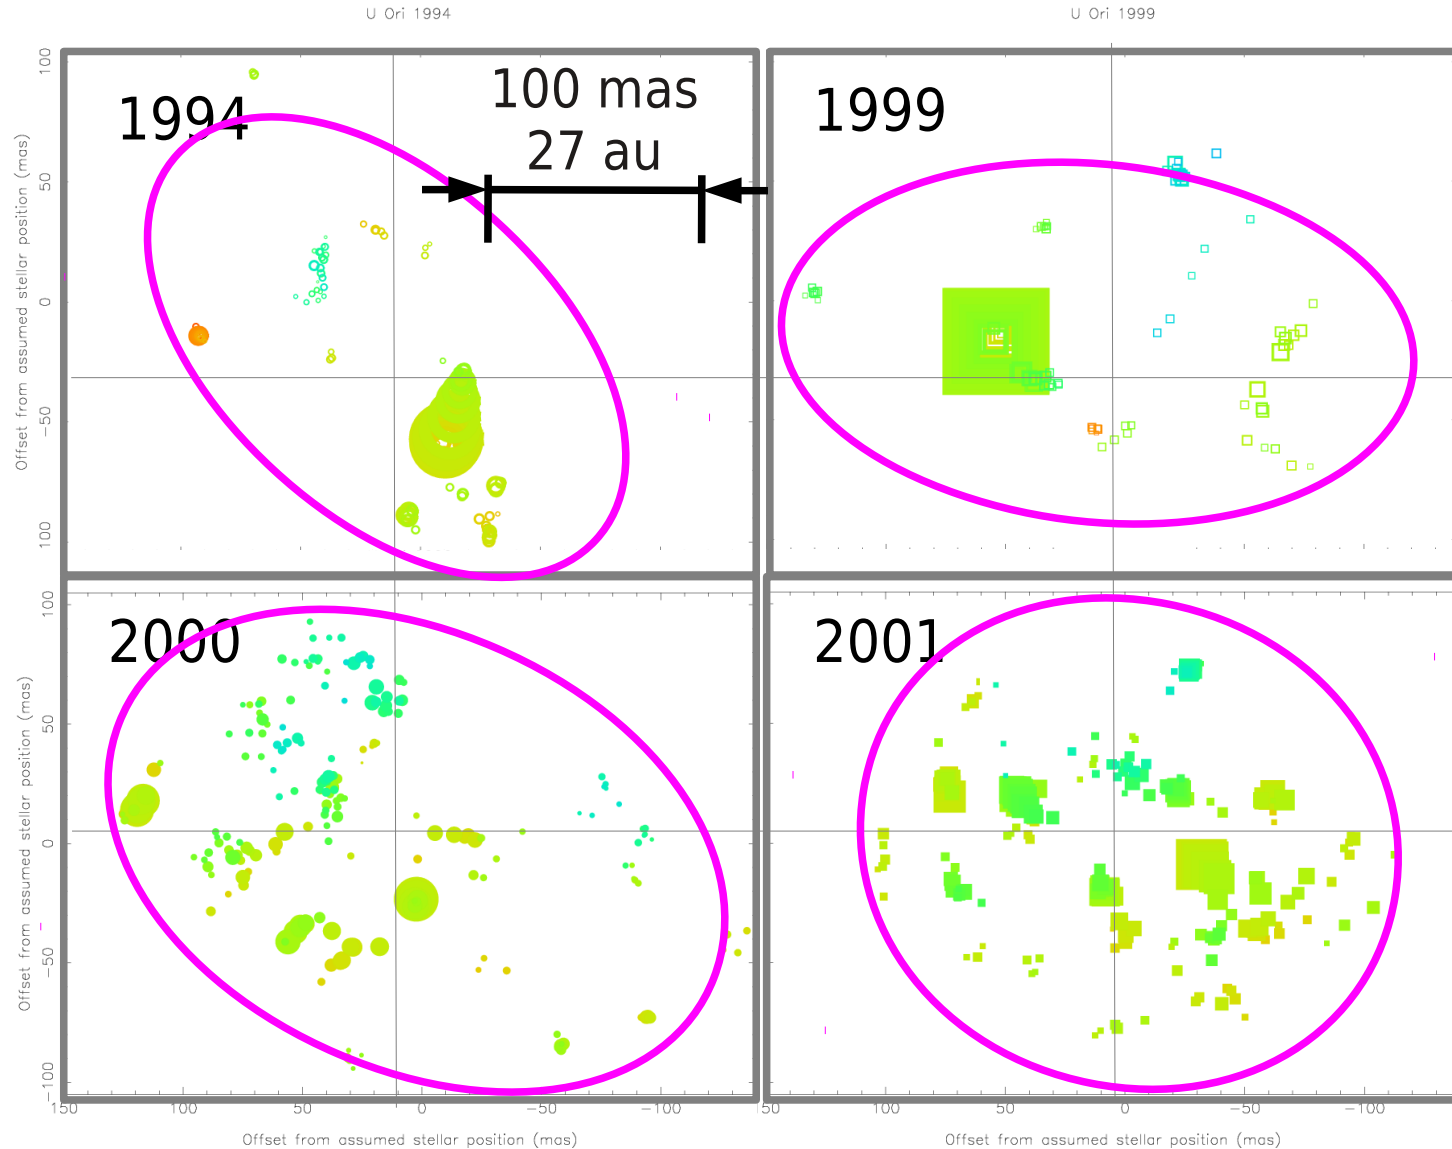 U Ori 1994
U Ori 1999
1994
100 mas
27 au
1999
100
50
0
−50
100
Offset from assumed stellar position (mas)
2000
2001
100
50
0
−50
−100
Offset from assumed stellar position (mas)
150 100 50 0 −50 −100
50 100 50 0 −50 −100
Offset from assumed stellar position (mas)
Offset from assumed stellar position (mas)